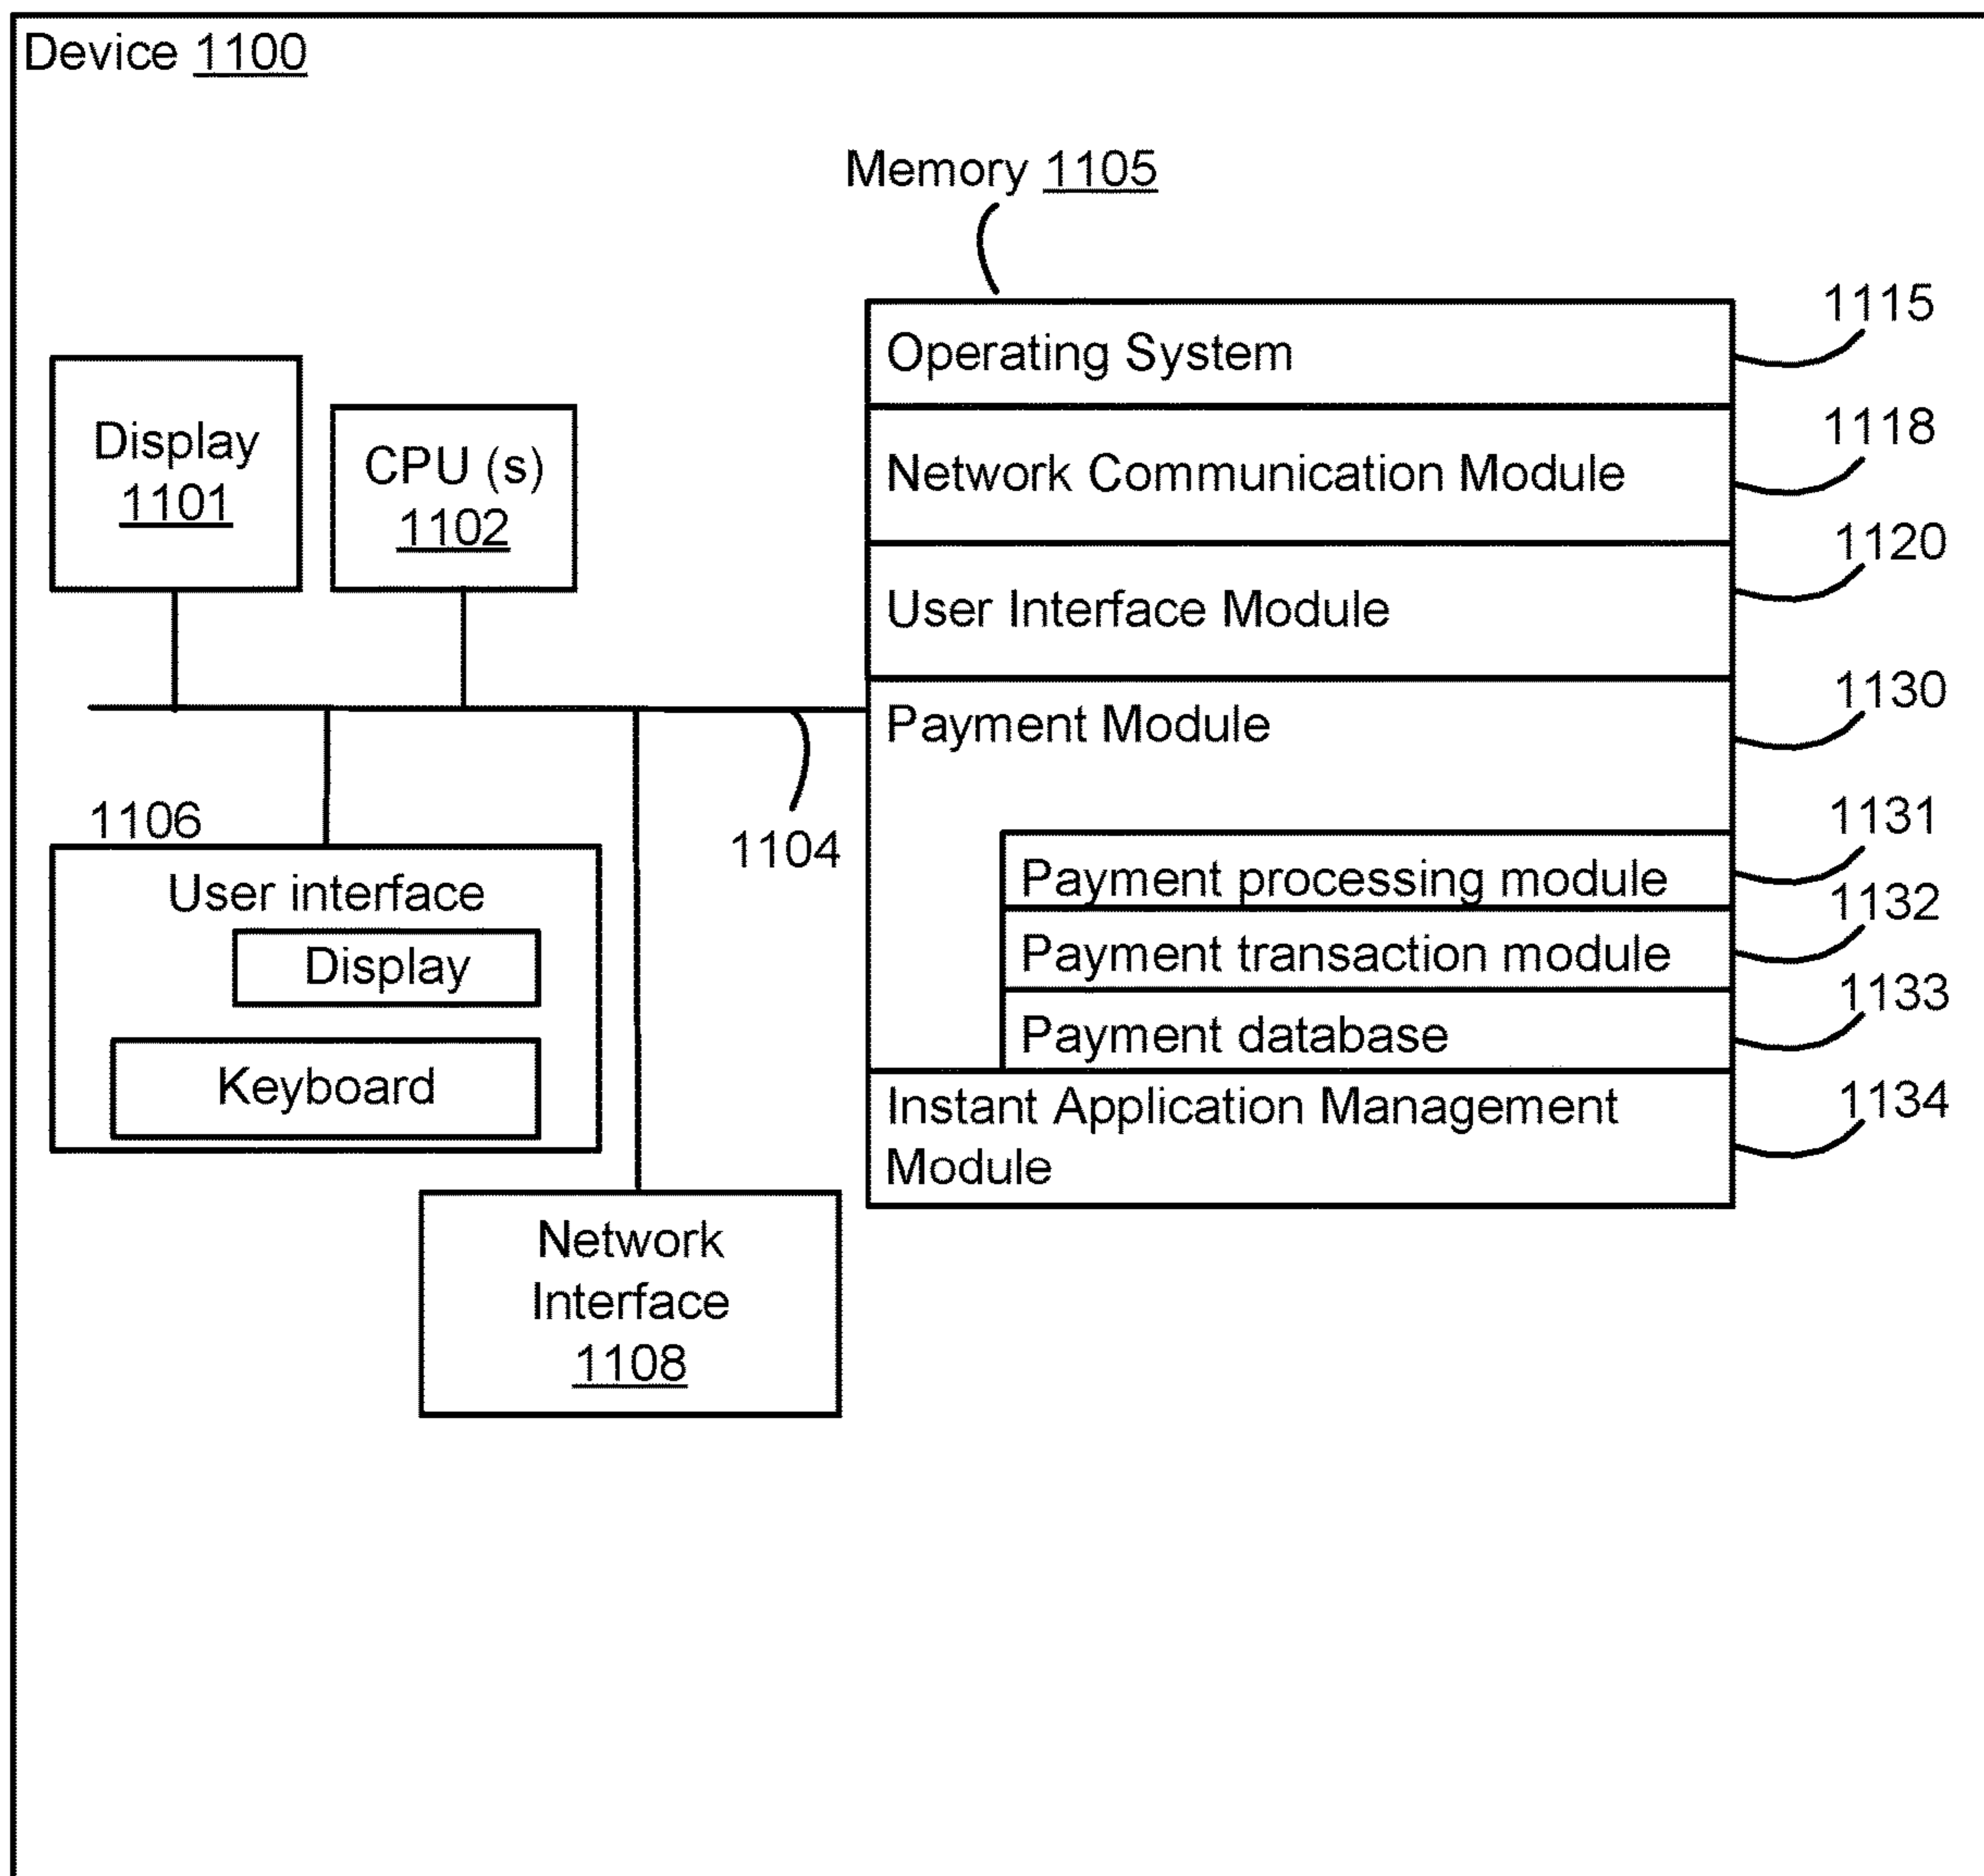 Device 1100
Memory 1105
Operating System
1115
Network Communication Module
1118
User Interface Module
1120
Payment Module
1130
Payment processing module
1131
Payment transaction module
1132
Payment database
1133
Instant Application Management
Module
1134
Display
1101
CPU (s)
1102
1104
1106
User interface
Display
Keyboard
Network
Interface
1108